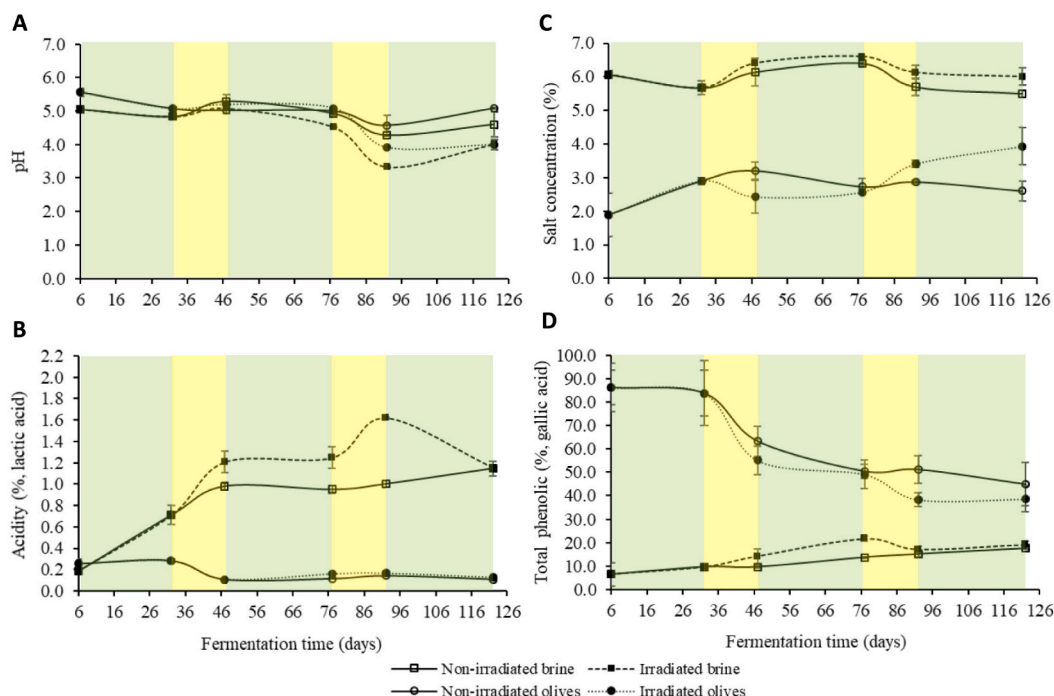 A
7.0
6.0
5.0
4.0
3.0
2.0
1.0
0.0
pH
6 16 26 36 46 56 66 76 86 96 106 116 126
C
7.0
6.0
5.0
4.0
3.0
2.0
1.0
0.0
Salt concentration (%)
6 16 26 36 46 56 66 76 86 96 106 116 126
B
2.2
2.0
1.8
1.6
1.4
1.2
1.0
0.8
0.6
0.4
0.2
0.0
Acidity (%, lactic acid)
6 16 26 36 46 56 66 76 86 96 106 116 126
Fermentation time (days)
D
100.0
90.0
80.0
70.0
60.0
50.0
40.0
30.0
20.0
10.0
0.0
Total phenolic (%, gallic acid)
6 16 26 36 46 56 66 76 86 96 106 116 126
Fermentation time (days)
Non-irradiated brine
Irradiated brine
Non-irradiated olives
Irradiated olives